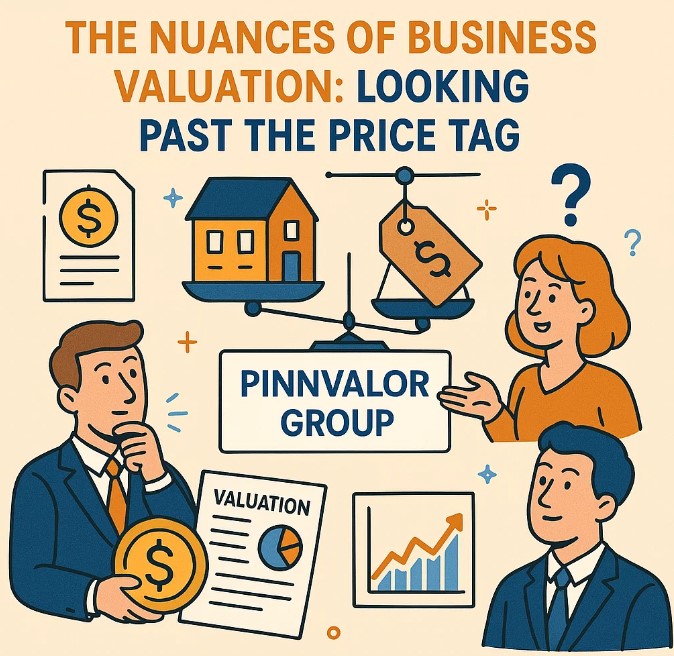 THE NUANCES OF BUSINESS
VALUATION: LOOKING
PAST THE PRICE TAG
$
$
?
?
PINNVALOR
GROUP
VALUATION
$